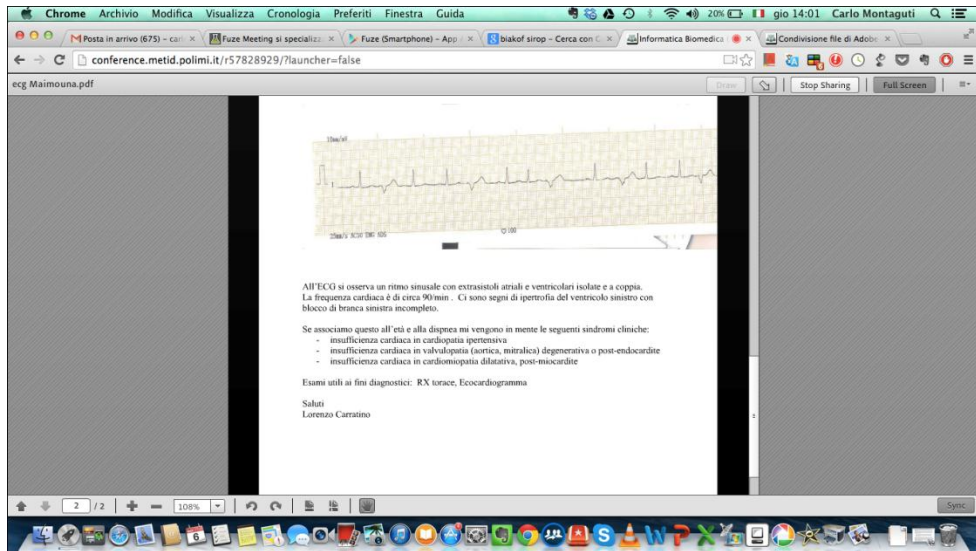 Chrome Archivio Modifica Visualizza Cronologia Preferiti Finestra Guida 20% gio 14:01 Carlo Montaguti
Posta in arrivo (675) – car Fuze Meeting si specializz Fuze (Smartphone) – App biakof sirop – Cerca con Informatica Biomedica Condivisione file di Adobe
conference.metid.polimi.it/r57828929/?launcher=false
ecg Maimouna.pdf Draw Stop Sharing Full Screen
10mm/mV
I
All'ECG si osserva un ritmo sinusale con extrasistoli atriali e ventricolari isolate e a coppia.
La frequenza cardiaca è di circa 90/min . Ci sono segni di ipertrofia del ventricolo sinistro con
blocco di branca sinistra incompleto.
Se associamo questo all'età e alla dispnea mi vengono in mente le seguenti sindromi cliniche:
- insufficienza cardiaca in cardiopatia ipertensiva
- insufficienza cardiaca in valvulopatia (aortica, mitralica) degenerativa o post-endocardite
- insufficienza cardiaca in cardiomiopatia dilatativa, post-miocardite
Esami utili ai fini diagnostici: RX torace, Ecocardiogramma
Saluti
Lorenzo Carratino
2 / 2 108% Sync